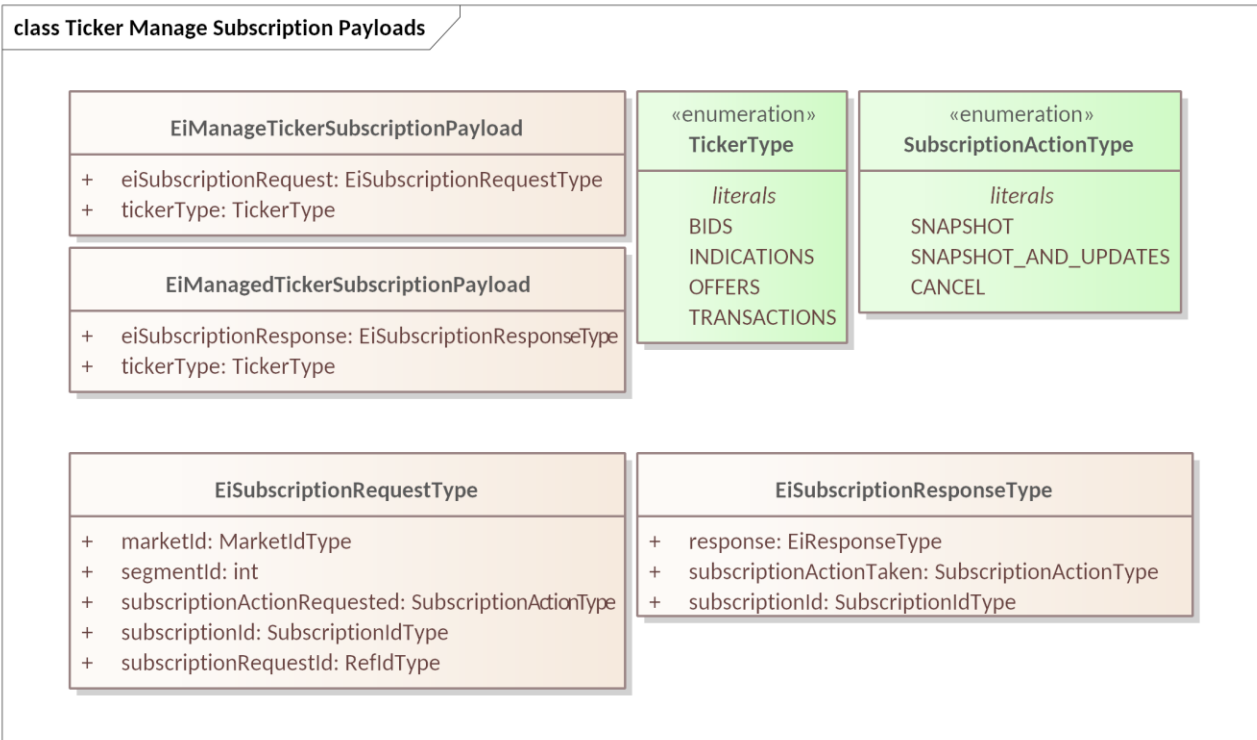 class Ticker Manage Subscription Payloads
EiManageTickerSubscriptionPayload
+ eiSubscriptionRequest: EiSubscriptionRequestType
+ tickerType: TickerType
«enumeration»
TickerType
literals
BIDS
INDICATIONS
OFFERS
TRANSACTIONS
«enumeration»
SubscriptionActionType
literals
SNAPSHOT
SNAPSHOT_AND_UPDATES
CANCEL
EiManagedTickerSubscriptionPayload
+ eiSubscriptionResponse: EiSubscriptionResponseType
+ tickerType: TickerType
EiSubscriptionRequestType
+ marketId: MarketIdType
+ segmentId: int
+ subscriptionActionRequested: SubscriptionActionType
+ subscriptionId: SubscriptionIdType
+ subscriptionRequestId: RefIdType
EiSubscriptionResponseType
+ response: EiResponseType
+ subscriptionActionTaken: SubscriptionActionType
+ subscriptionId: SubscriptionIdType